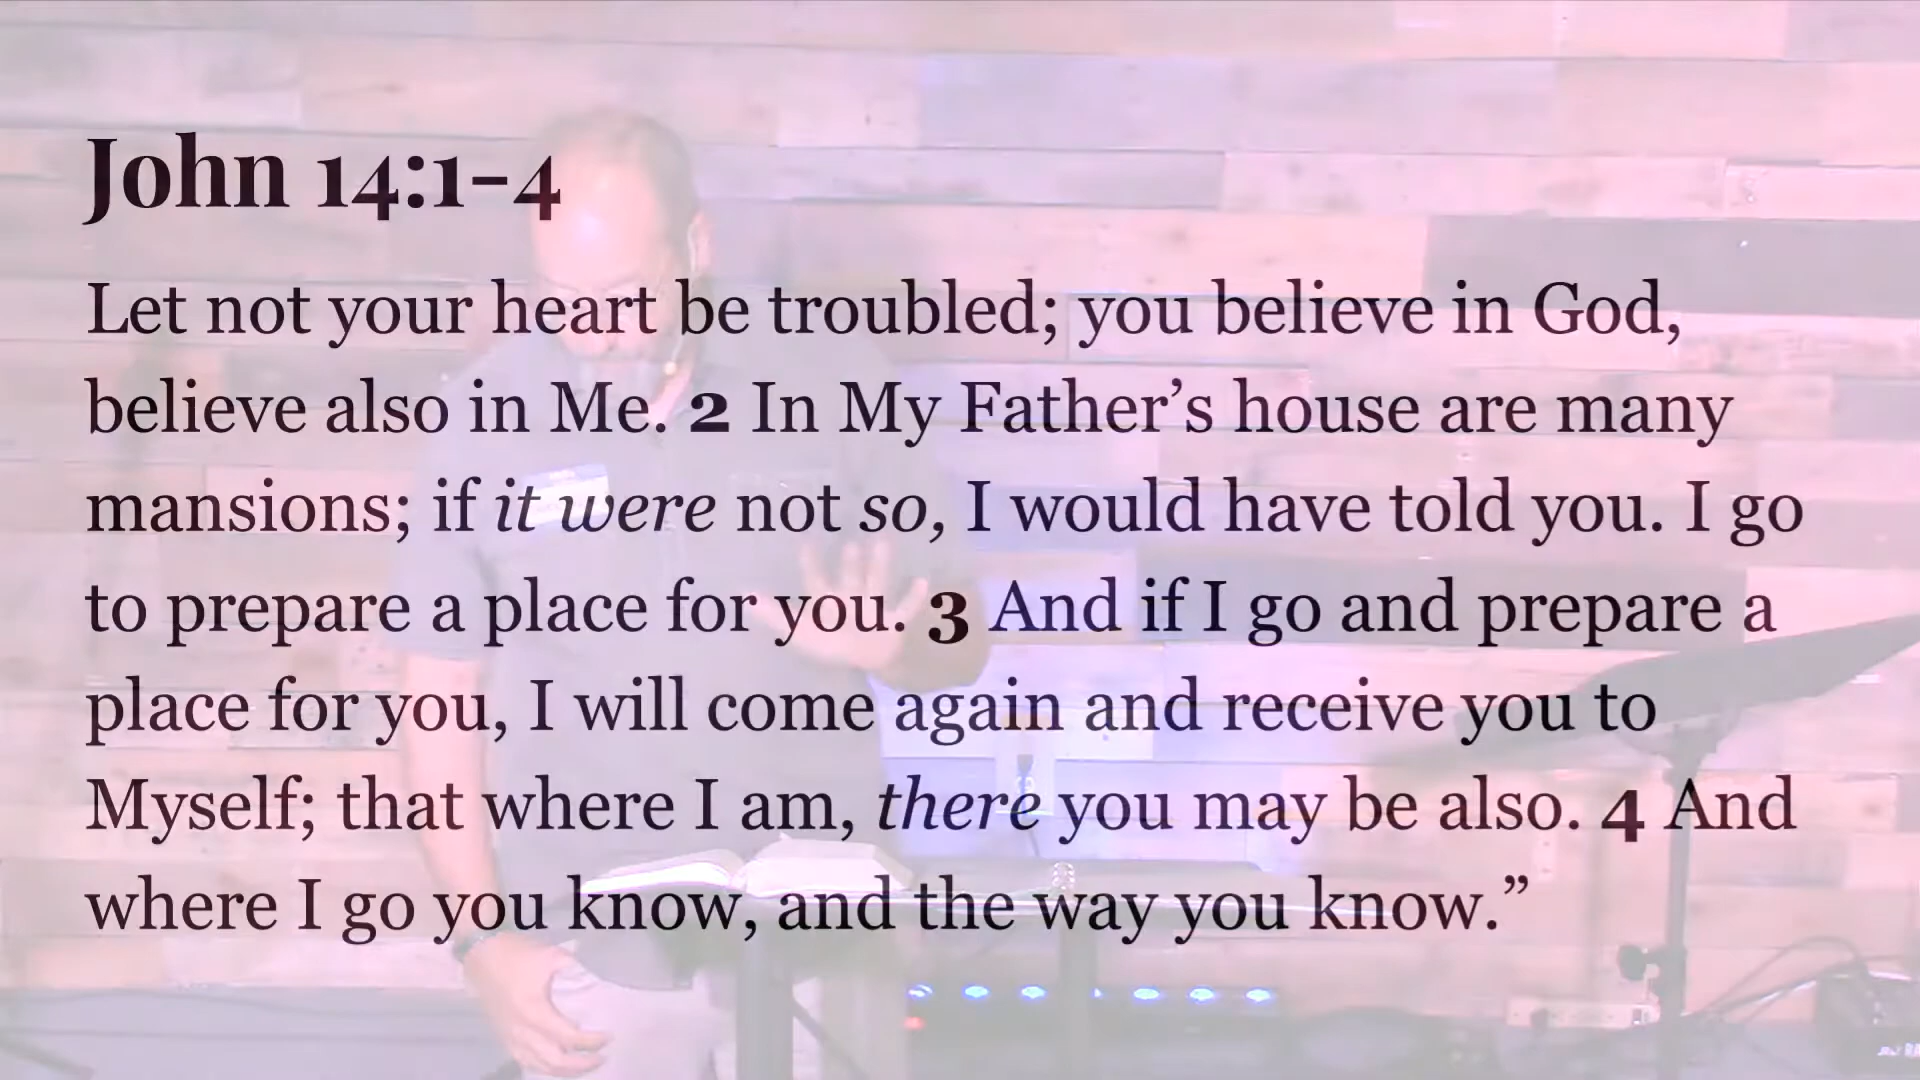 John 14:1-4
Let not your heart be troubled; you believe in God,
believe also in Me. 2 In My Father’s house are many
mansions; if it were not so, I would have told you. I go
to prepare a place for you. 3 And if I go and prepare a
place for you, I will come again and receive you to
Myself; that where I am, there you may be also. 4 And
where I go you know, and the way you know.”